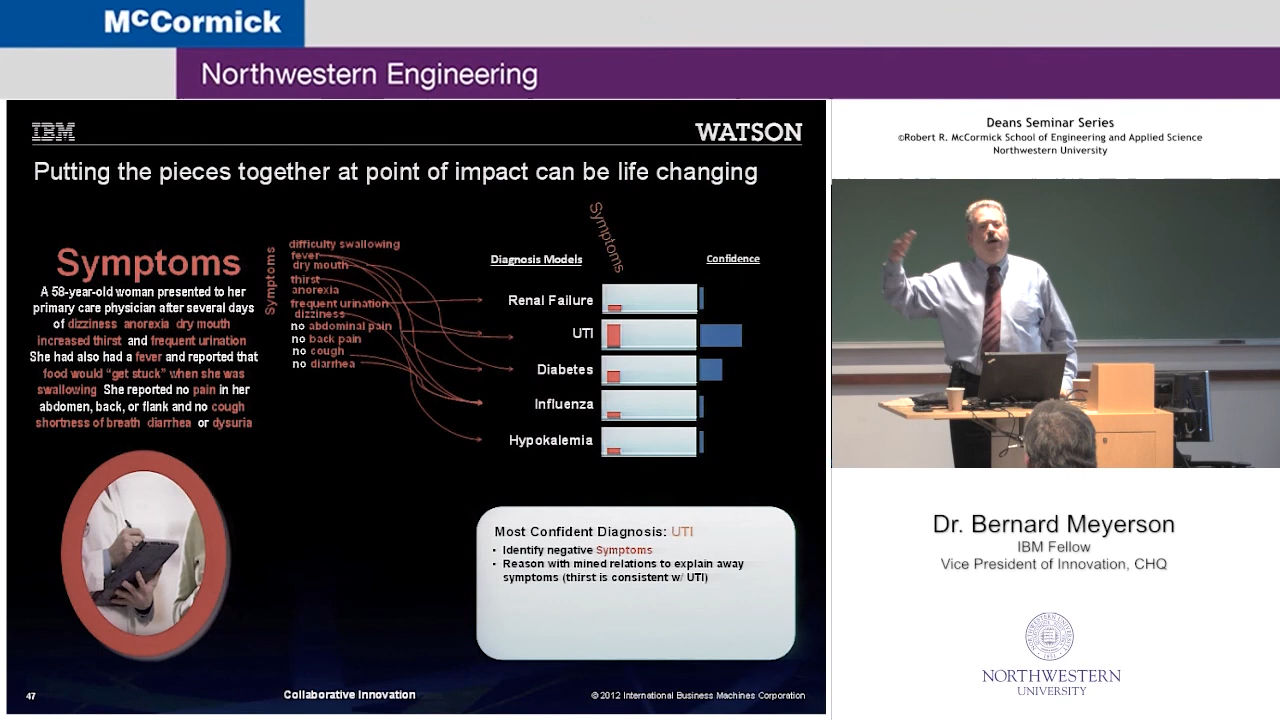 McCormick
Northwestern Engineering
IBM
WATSON
Putting the pieces together at point of impact can be life changing
Symptoms
A 58-year-old woman presented to her
primary care physician after several days
of dizziness anorexia dry mouth
increased thirst and frequent urination
She had also had a fever and reported that
food would “get stuck” when she was
swallowing She reported no pain in her
abdomen, back, or flank and no cough
shortness of breath diarrhea or dysuria
Symptoms
difficulty swallowing
fever
dry mouth
thirst
anorexia
frequent urination
dizziness
no abdominal pain
no back pain
no cough
no diarrhea
Diagnosis Models
Symptoms
Confidence
Renal Failure
UTI
Diabetes
Influenza
Hypokalemia
Most Confident Diagnosis: UTI
• Identify negative Symptoms
• Reason with mined relations to explain away
symptoms (thirst is consistent w/ UTI)
47
Collaborative Innovation
© 2012 International Business Machines Corporation
Deans Seminar Series
©Robert R. McCormick School of Engineering and Applied Science
Northwestern University
Dr. Bernard Meyerson
IBM Fellow
Vice President of Innovation, CHQ
NORTHWESTERN
UNIVERSITY